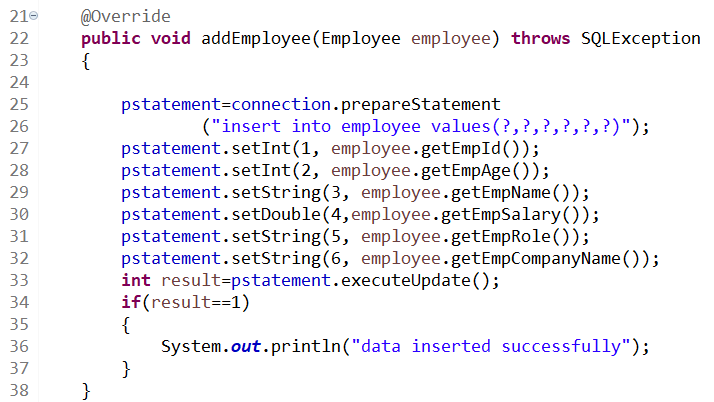 21 @Override
22 public void addEmployee(Employee employee) throws SQLException
23 {
24
25 pstatement=connection.prepareStatement
26 ("insert into employee values(?,?,?,?,?,?)");
27 pstatement.setInt(1, employee.getEmpId());
28 pstatement.setInt(2, employee.getEmpAge());
29 pstatement.setString(3, employee.getEmpName());
30 pstatement.setDouble(4,employee.getEmpSalary());
31 pstatement.setString(5, employee.getEmpRole());
32 pstatement.setString(6, employee.getEmpCompanyName());
33 int result=pstatement.executeUpdate();
34 if(result==1)
35 {
36 System.out.println("data inserted successfully");
37 }
38 }